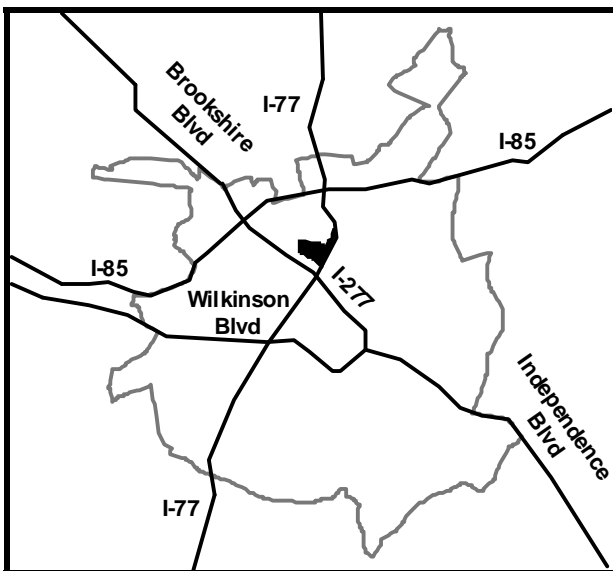 Brookshire
Blvd
I-77
I-85
I-85
I-277
Wilkinson
Blvd
Independence
Blvd
I-77